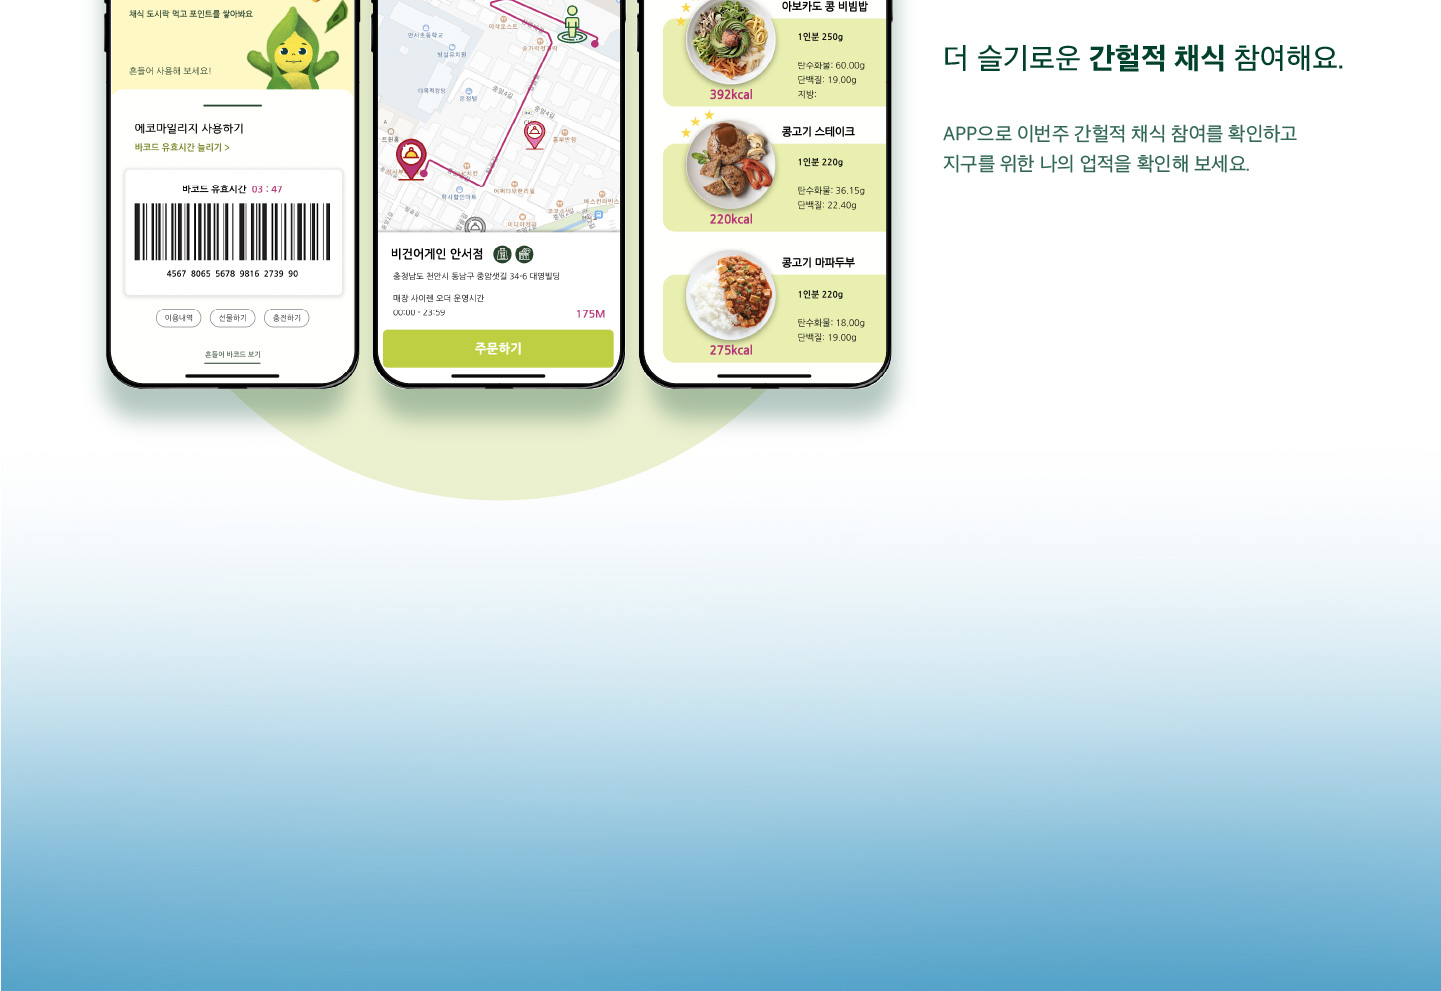 채식 도시락 먹고 포인트를 쌓아봐요
흔들어 사용해 보세요!
에코마일리지 사용하기
바코드 유효시간 늘리기 >
바코드 유효시간 03 : 47
4567 8065 5678 9816 2739 90
이용내역
선물하기
충전하기
흔들어 바코드 보기
안서초등학교
중앙4길
비건어게인 안서점
충청남도 천안시 동남구 중암샛길 34-6 대명빌딩
매장 사이렌 오더 운영시간
00:00 - 23:59
175M
주문하기
아보카도 콩 비빔밥
1인분 250g
탄수화물: 60.00g
단백질: 19.00g
지방:
392kcal
콩고기 스테이크
1인분 220g
탄수화물: 36.15g
단백질: 22.40g
220kcal
콩고기 마파두부
1인분 220g
탄수화물: 18.00g
단백질: 19.00g
275kcal
더 슬기로운 간헐적 채식 참여해요.
APP으로 이번주 간헐적 채식 참여를 확인하고
지구를 위한 나의 업적을 확인해 보세요.